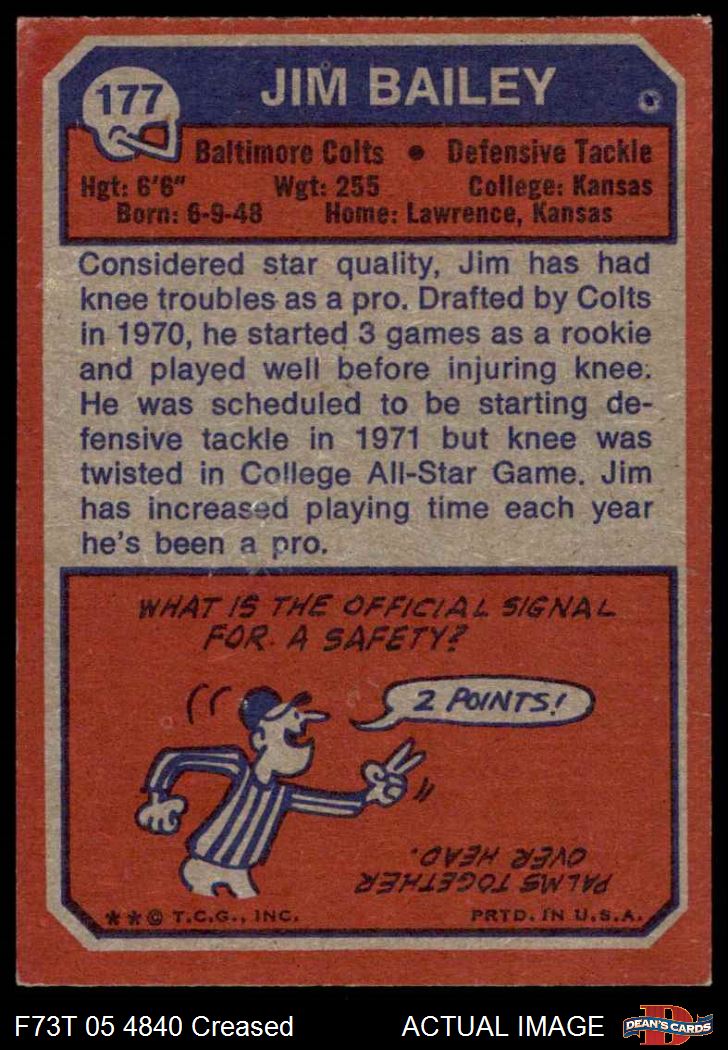 177
JIM BAILEY
Baltimore Colts • Defensive Tackle
Hgt: 6'6" Wgt: 255 College: Kansas
Born: 6-9-48 Home: Lawrence, Kansas
Considered star quality, Jim has had
knee troubles as a pro. Drafted by Colts
in 1970, he started 3 games as a rookie
and played well before injuring knee.
He was scheduled to be starting de-
fensive tackle in 1971 but knee was
twisted in College All-Star Game. Jim
has increased playing time each year
he's been a pro.
WHAT IS THE OFFICIAL SIGNAL
FOR A SAFETY?
2 POINTS!
PALMS TOGETHER
OVER HEAD.
**© T.C.G., INC. PRTD. IN U.S.A.
F73T 05 4840 Creased ACTUAL IMAGE
D
DEAN'S CARDS